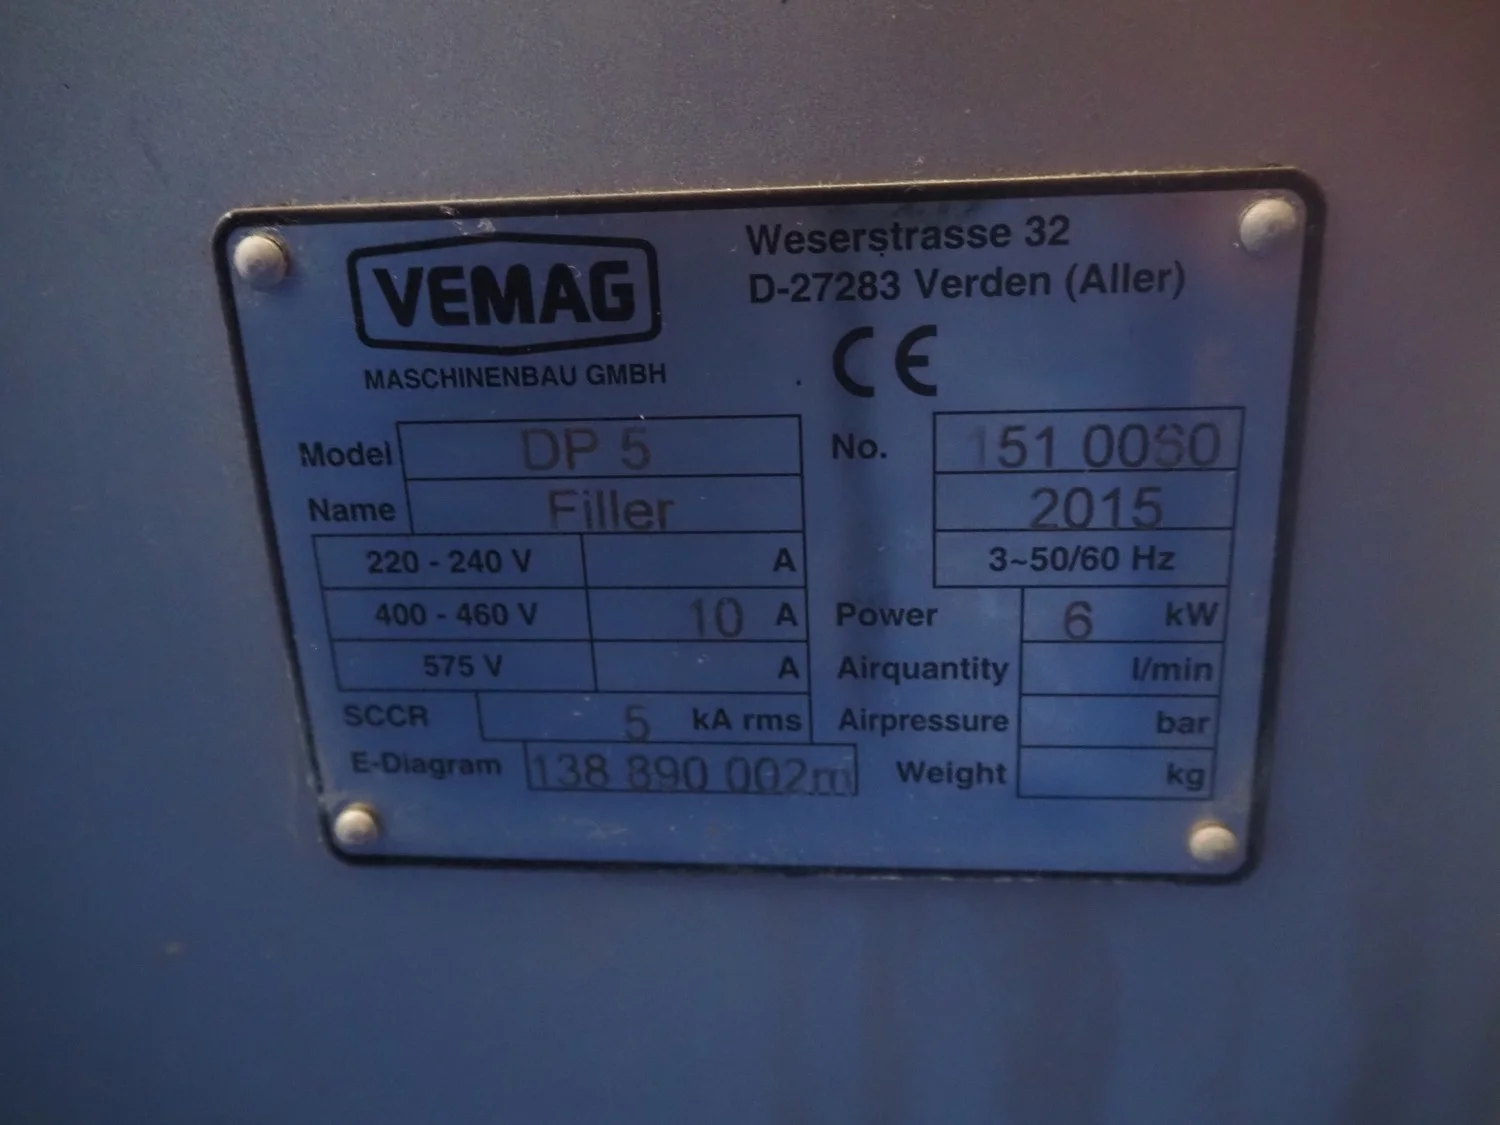 VEMAG
MASCHINENBAU GMBH
Weserstrasse 32
D-27283 Verden (Aller)
CE
Model DP 5
Name Filler
220 - 240 V A
400 - 460 V 10 A
575 V A
SCCR 5 kA rms
E-Diagram 138 890 002m
No. 151
2015
3~50/60 Hz
Power 6 kW
Airquantity l/min
Airpressure bar
Weight kg